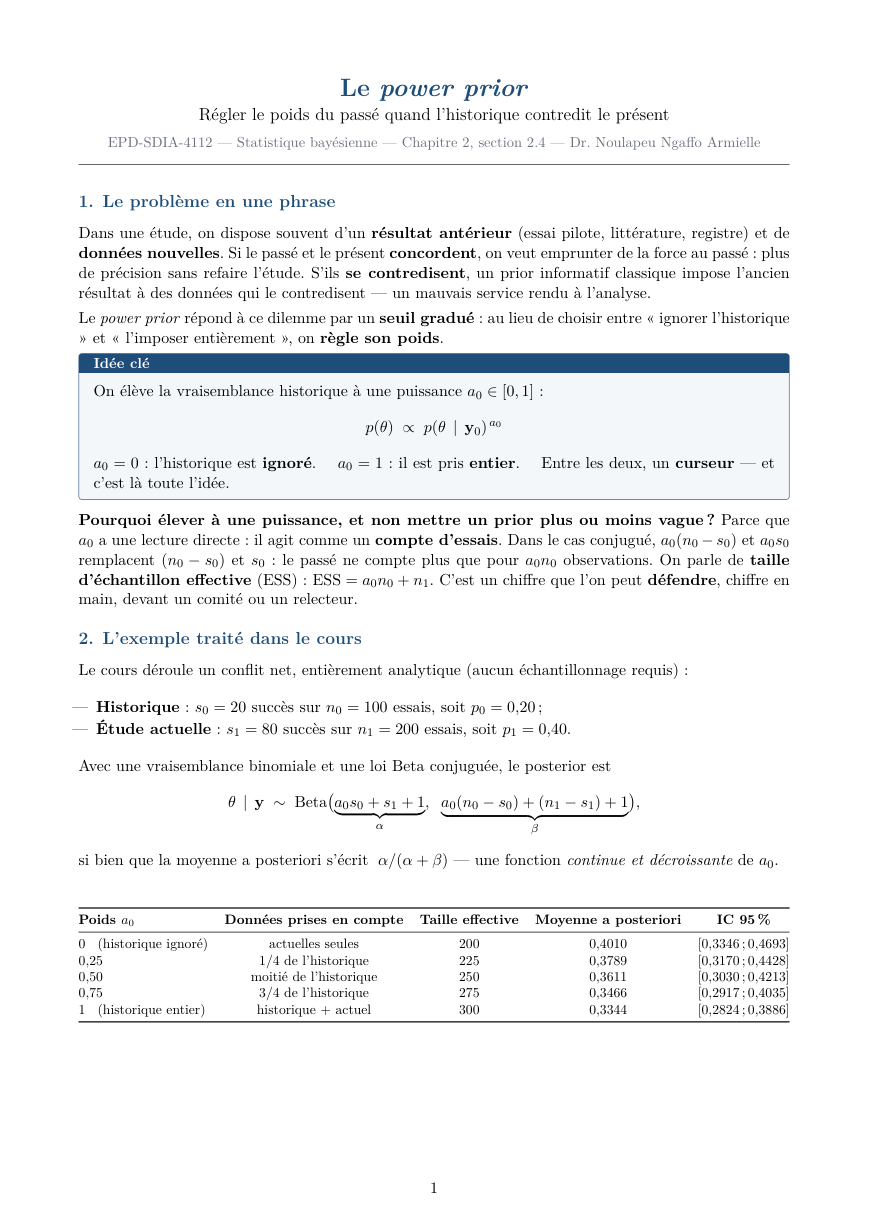 Le power prior
Régler le poids du passé quand l'historique contredit le présent
EPD-SDIA-4112 — Statistique bayésienne — Chapitre 2, section 2.4 — Dr. Noulapeu Ngaffo Armielle
1. Le problème en une phrase
Dans une étude, on dispose souvent d'un résultat antérieur (essai pilote, littérature, registre) et de
données nouvelles. Si le passé et le présent concordent, on veut emprunter de la force au passé : plus
de précision sans refaire l'étude. S'ils se contredisent, un prior informatif classique impose l'ancien
résultat à des données qui le contredisent — un mauvais service rendu à l'analyse.
Le power prior répond à ce dilemme par un seuil gradué : au lieu de choisir entre « ignorer l'historique
» et « l'imposer entièrement », on règle son poids.
Idée clé
On élève la vraisemblance historique à une puissance a₀ ∈ [0, 1] :
p(θ) ∝ p(θ | y₀)^a₀
a₀ = 0 : l'historique est ignoré. a₀ = 1 : il est pris entier. Entre les deux, un curseur — et
c'est là toute l'idée.
Pourquoi élever à une puissance, et non mettre un prior plus ou moins vague ? Parce que
a₀ a une lecture directe : il agit comme un compte d'essais. Dans le cas conjugué, a₀(n₀ − s₀) et a₀s₀
remplacent (n₀ − s₀) et s₀ : le passé ne compte plus que pour a₀n₀ observations. On parle de taille
d'échantillon effective (ESS) : ESS = a₀n₀ + n₁. C'est un chiffre que l'on peut défendre, chiffre en
main, devant un comité ou un relecteur.
2. L'exemple traité dans le cours
Le cours déroule un conflit net, entièrement analytique (aucun échantillonnage requis) :
— Historique : s₀ = 20 succès sur n₀ = 100 essais, soit p₀ = 0,20 ;
— Étude actuelle : s₁ = 80 succès sur n₁ = 200 essais, soit p₁ = 0,40.
Avec une vraisemblance binomiale et une loi Beta conjuguée, le posterior est
θ | y ∼ Beta(a₀s₀ + s₁ + 1, a₀(n₀ − s₀) + (n₁ − s₁) + 1),
α β
si bien que la moyenne a posteriori s'écrit α/(α + β) — une fonction continue et décroissante de a₀.
Poids a₀ Données prises en compte Taille effective Moyenne a posteriori IC 95 %
0 (historique ignoré) actuelles seules 200 0,4010 [0,3346 ; 0,4693]
0,25 1/4 de l'historique 225 0,3789 [0,3170 ; 0,4428]
0,50 moitié de l'historique 250 0,3611 [0,3030 ; 0,4213]
0,75 3/4 de l'historique 275 0,3466 [0,2917 ; 0,4035]
1 (historique entier) historique + actuel 300 0,3344 [0,2824 ; 0,3886]
1